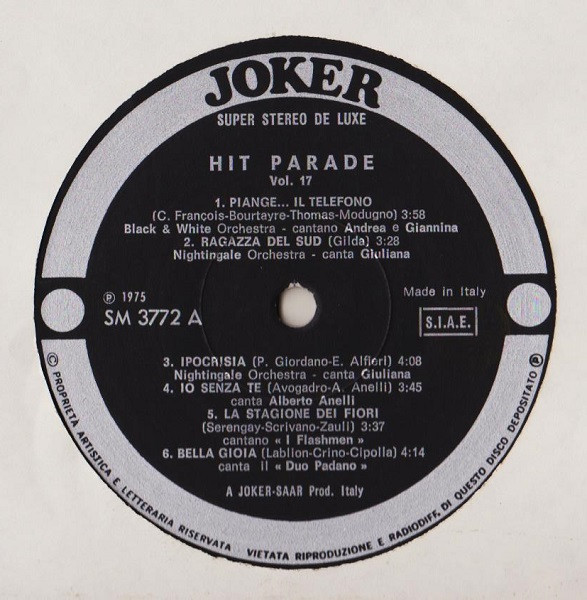 JOKER
SUPER STEREO DE LUXE
HIT PARADE
Vol. 17
1. PIANGE... IL TELEFONO
(C. François-Bourtayre-Thomas-Modugno) 3:58
Black & White Orchestra - cantano Andrea e Giannina
2. RAGAZZA DEL SUD (Gilda) 3:28
Nightingale Orchestra - canta Giuliana
Ⓟ 1975
SM 3772 A
Made in Italy
S.I.A.E.
3. IPOCRISIA (P. Giordano-E. Alfieri) 4:08
Nightingale Orchestra - canta Giuliana
4. IO SENZA TE (Avogadro-A. Anelli) 3:45
canta Alberto Anelli
5. LA STAGIONE DEI FIORI
(Serengay-Scrivano-Zauli) 3:37
cantano « I Flashmen »
6. BELLA GIOIA (Lablion-Crino-Cipolla) 4:14
canta il « Duo Padano »
A JOKER-SAAR Prod. Italy
© PROPRIETA ARTISTICA E LETTERARIA RISERVATA - VIETATA RIPRODUZIONE E RADIODIFF. DI QUESTO DISCO DEPOSITATO Ⓡ